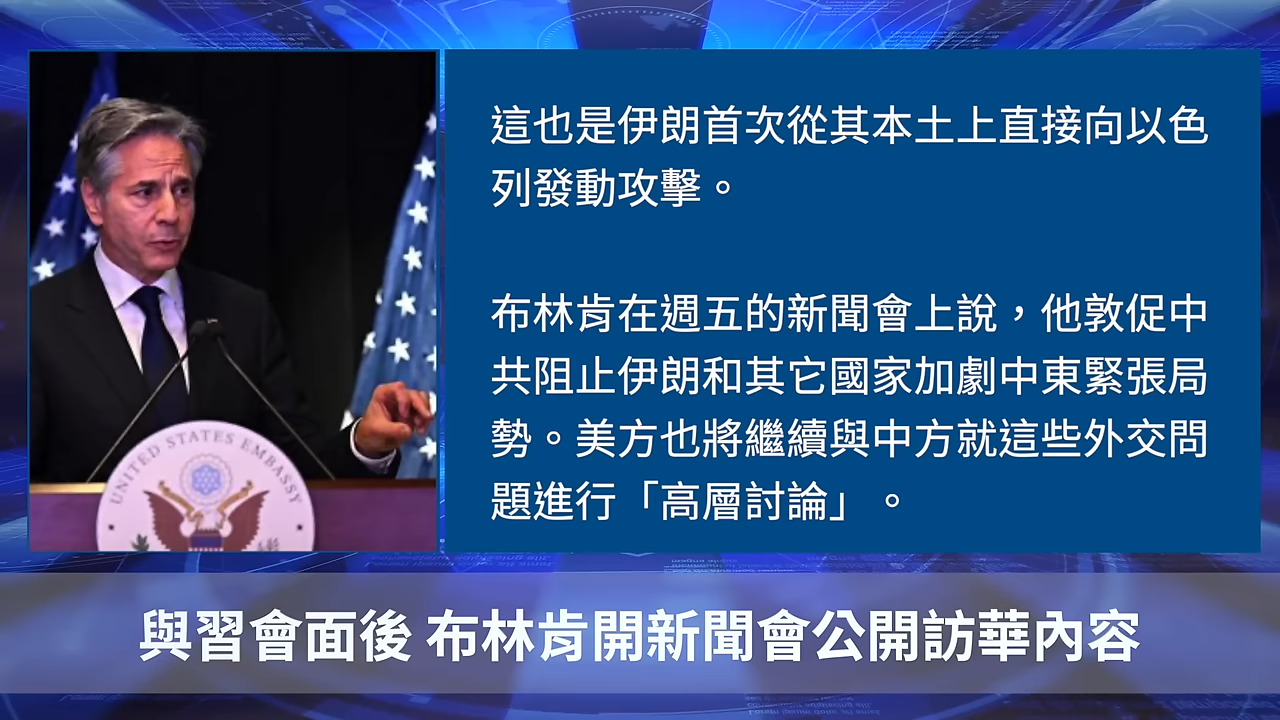 這也是伊朗首次從其本土上直接向以色
列發動攻擊。
布林肯在週五的新聞會上說，他敦促中
共阻止伊朗和其它國家加劇中東緊張局
勢。美方也將繼續與中方就這些外交問
題進行「高層討論」。
UNITED STATES EMBASSY
與習會面後 布林肯開新聞會公開訪華內容